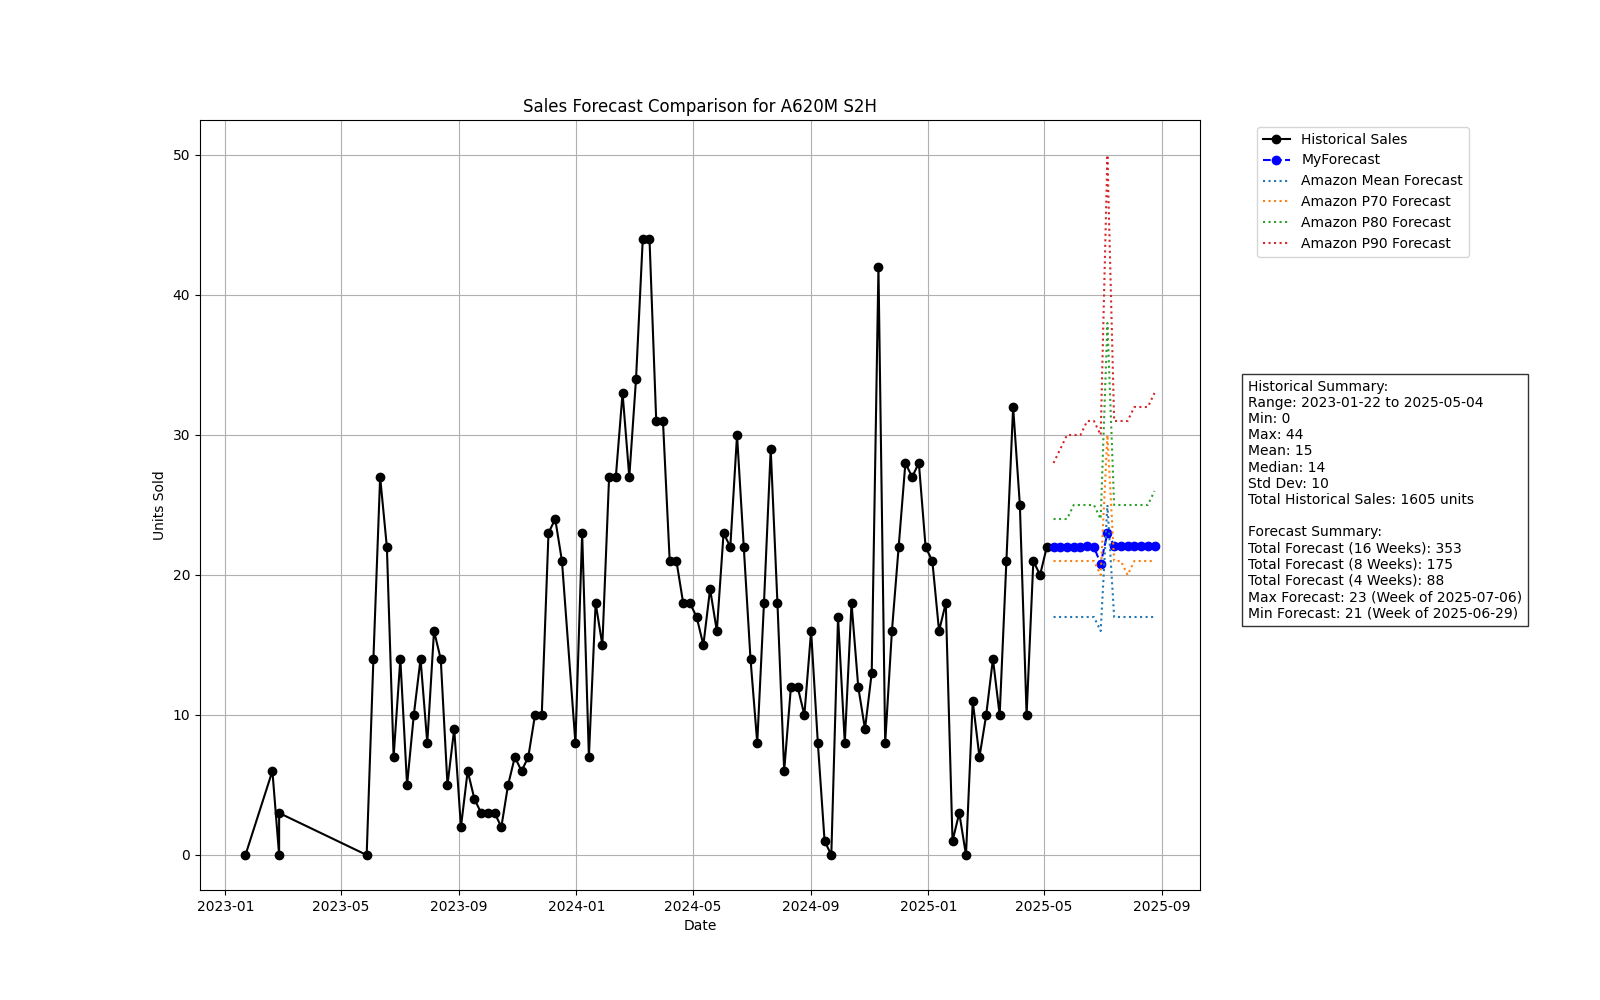 Sales Forecast Comparison for A620M S2H
50
40
30
20
10
0
Units Sold
2023-01
2023-05
2023-09
2024-01
2024-05
2024-09
2025-01
2025-05
2025-09
Date
Historical Sales
MyForecast
Amazon Mean Forecast
Amazon P70 Forecast
Amazon P80 Forecast
Amazon P90 Forecast
Historical Summary:
Range: 2023-01-22 to 2025-05-04
Min: 0
Max: 44
Mean: 15
Median: 14
Std Dev: 10
Total Historical Sales: 1605 units
Forecast Summary:
Total Forecast (16 Weeks): 353
Total Forecast (8 Weeks): 175
Total Forecast (4 Weeks): 88
Max Forecast: 23 (Week of 2025-07-06)
Min Forecast: 21 (Week of 2025-06-29)